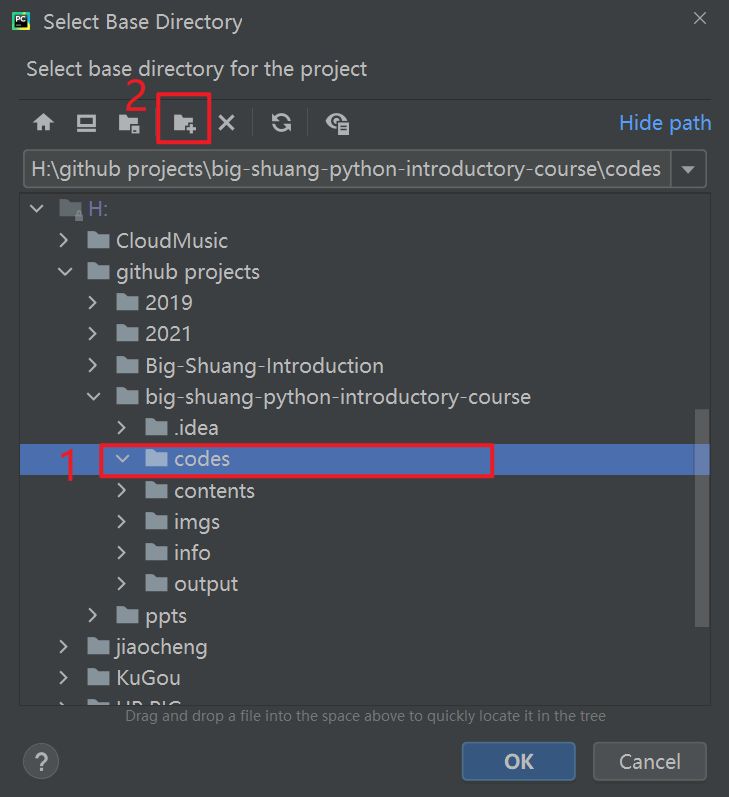 PC
Select Base Directory
Select base directory for the project
2
Hide path
H:\github projects\big-shuang-python-introductory-course\codes
H:
CloudMusic
github projects
2019
2021
Big-Shuang-Introduction
big-shuang-python-introductory-course
.idea
1
codes
contents
imgs
info
output
ppts
jiaocheng
KuGou
Drag and drop a file into the space above to quickly locate it in the tree
?
OK
Cancel